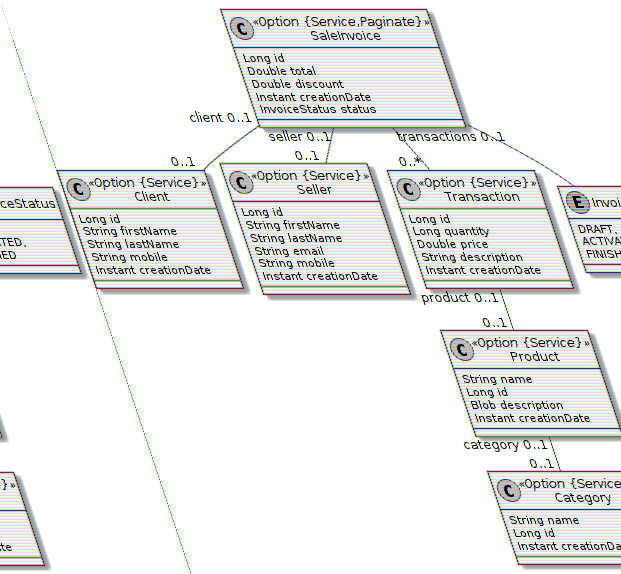 C «Option {Service,Paginate}»
SaleInvoice
Long id
Double total
Double discount
Instant creationDate
InvoiceStatus status
client 0..1
seller 0..1
transactions 0..1
0..1
0..1
0..*
ceStatus
TED,
ED
C «Option {Service}»
Client
Long id
String firstName
String lastName
String mobile
Instant creationDate
C «Option {Service}»
Seller
Long id
String firstName
String lastName
String email
String mobile
Instant creationDate
C «Option {Service}»
Transaction
Long id
Long quantity
Double price
String description
Instant creationDate
E Invoi
DRAFT,
ACTIVA
FINISH
product 0..1
0..1
C «Option {Service}»
Product
String name
Long id
Blob description
Instant creationDate
category 0..1
0..1
}»
te
C «Option {Service
Category
String name
Long id
Instant creationDa